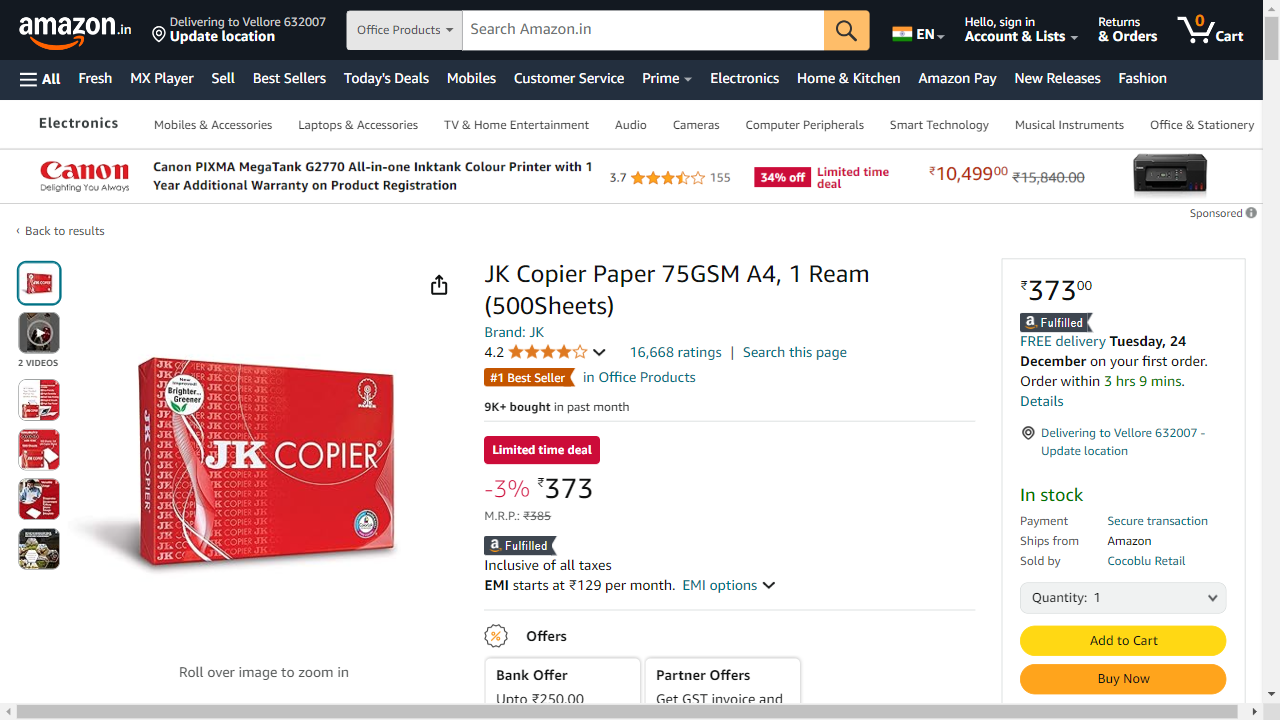 amazon.in
Delivering to Vellore 632007
Update location
Office Products
Search Amazon.in
EN
Hello, sign in
Account & Lists
Returns
& Orders
0
Cart
All
Fresh
MX Player
Sell
Best Sellers
Today's Deals
Mobiles
Customer Service
Prime
Electronics
Home & Kitchen
Amazon Pay
New Releases
Fashion
Electronics
Mobiles & Accessories
Laptops & Accessories
TV & Home Entertainment
Audio
Cameras
Computer Peripherals
Smart Technology
Musical Instruments
Office & Stationery
Canon
Delighting You Always
Canon PIXMA MegaTank G2770 All-in-one Inktank Colour Printer with 1
Year Additional Warranty on Product Registration
3.7
155
34% off
Limited time
deal
₹10,499.00
₹15,840.00
Sponsored
‹ Back to results
2 VIDEOS
New Improved!
Brighter...
Greener
JK PAPER
JK COPIER
JK COPIER®
Roll over image to zoom in
JK Copier Paper 75GSM A4, 1 Ream
(500Sheets)
Brand: JK
4.2
16,668 ratings | Search this page
#1 Best Seller in Office Products
9K+ bought in past month
Limited time deal
-3% ₹373
M.R.P.: ₹385
a Fulfilled
Inclusive of all taxes
EMI starts at ₹129 per month. EMI options
Offers
Bank Offer
Upto ₹250.00
Partner Offers
Get GST invoice and
₹37300
a Fulfilled
FREE delivery Tuesday, 24
December on your first order.
Order within 3 hrs 9 mins.
Details
Delivering to Vellore 632007 -
Update location
In stock
Payment Secure transaction
Ships from Amazon
Sold by Cocoblu Retail
Quantity: 1
Add to Cart
Buy Now